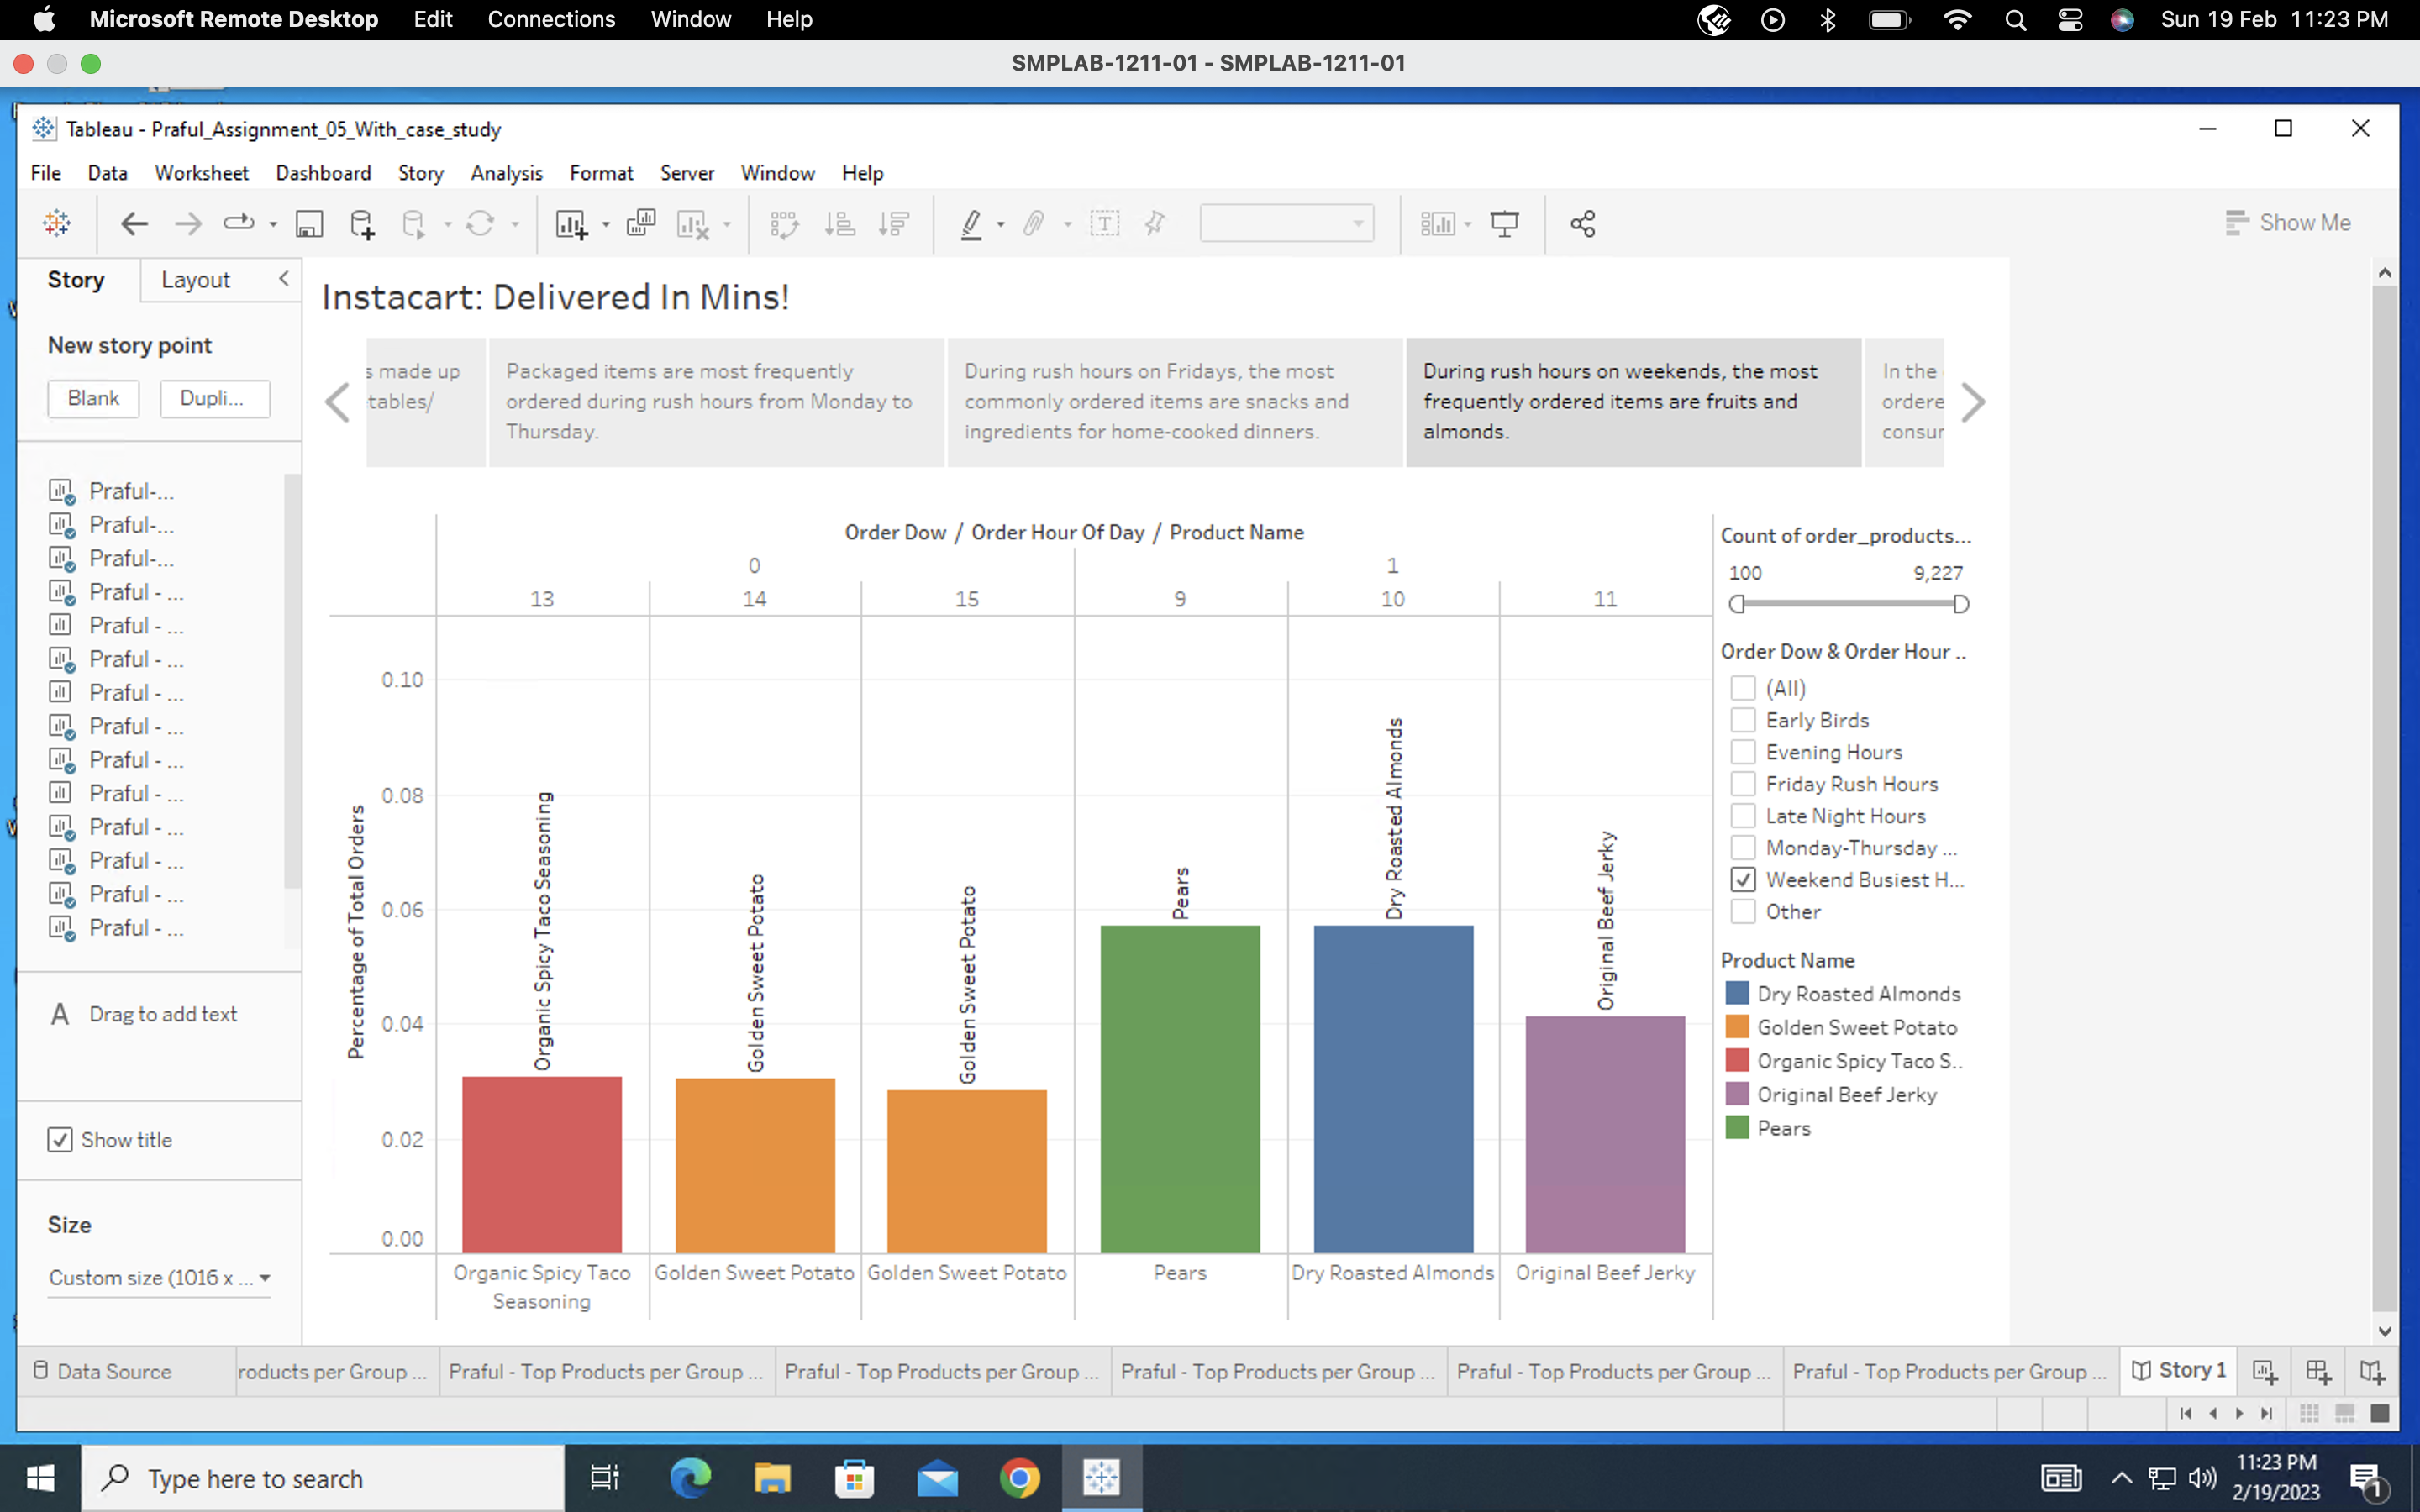 Microsoft Remote Desktop Edit Connections Window Help Sun 19 Feb 11:23 PM
SMPLAB-1211-01 - SMPLAB-1211-01
Tableau - Praful_Assignment_05_With_case_study
File Data Worksheet Dashboard Story Analysis Format Server Window Help
Show Me
Story Layout
New story point
Blank Dupli...
Praful-...
Praful-...
Praful-...
Praful - ...
Praful - ...
Praful - ...
Praful - ...
Praful - ...
Praful - ...
Praful - ...
Praful - ...
Praful - ...
Praful - ...
Praful - ...
A Drag to add text
Show title
Size
Custom size (1016 x ...
Instacart: Delivered In Mins!
s made up
tables/
Packaged items are most frequently
ordered during rush hours from Monday to
Thursday.
During rush hours on Fridays, the most
commonly ordered items are snacks and
ingredients for home-cooked dinners.
During rush hours on weekends, the most
frequently ordered items are fruits and
almonds.
In the
ordere
consur
Order Dow / Order Hour Of Day / Product Name
0 1
13 14 15 9 10 11
Percentage of Total Orders
0.10
0.08
0.06
0.04
0.02
0.00
Organic Spicy Taco Seasoning
Golden Sweet Potato
Golden Sweet Potato
Pears
Dry Roasted Almonds
Original Beef Jerky
Organic Spicy Taco
Seasoning
Golden Sweet Potato
Golden Sweet Potato
Pears
Dry Roasted Almonds
Original Beef Jerky
Count of order_products...
100 9,227
Order Dow & Order Hour ..
(All)
Early Birds
Evening Hours
Friday Rush Hours
Late Night Hours
Monday-Thursday ...
Weekend Busiest H...
Other
Product Name
Dry Roasted Almonds
Golden Sweet Potato
Organic Spicy Taco S..
Original Beef Jerky
Pears
Data Source roducts per Group ... Praful - Top Products per Group ... Praful - Top Products per Group ... Praful - Top Products per Group ... Praful - Top Products per Group ... Praful - Top Products per Group ... Story 1
Type here to search
11:23 PM
2/19/2023
1